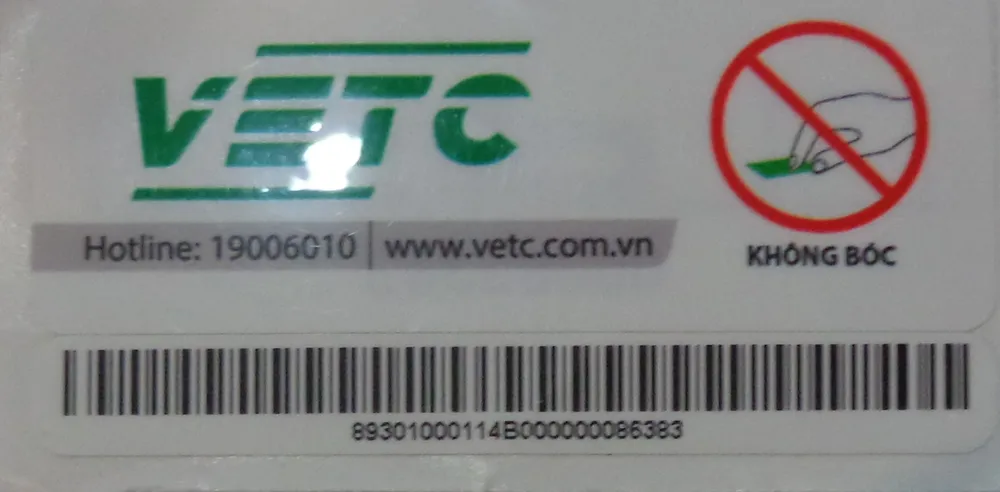 VETC
Hotline: 19006010 | www.vetc.com.vn
KHÔNG BÓC
89301000114B000000086383